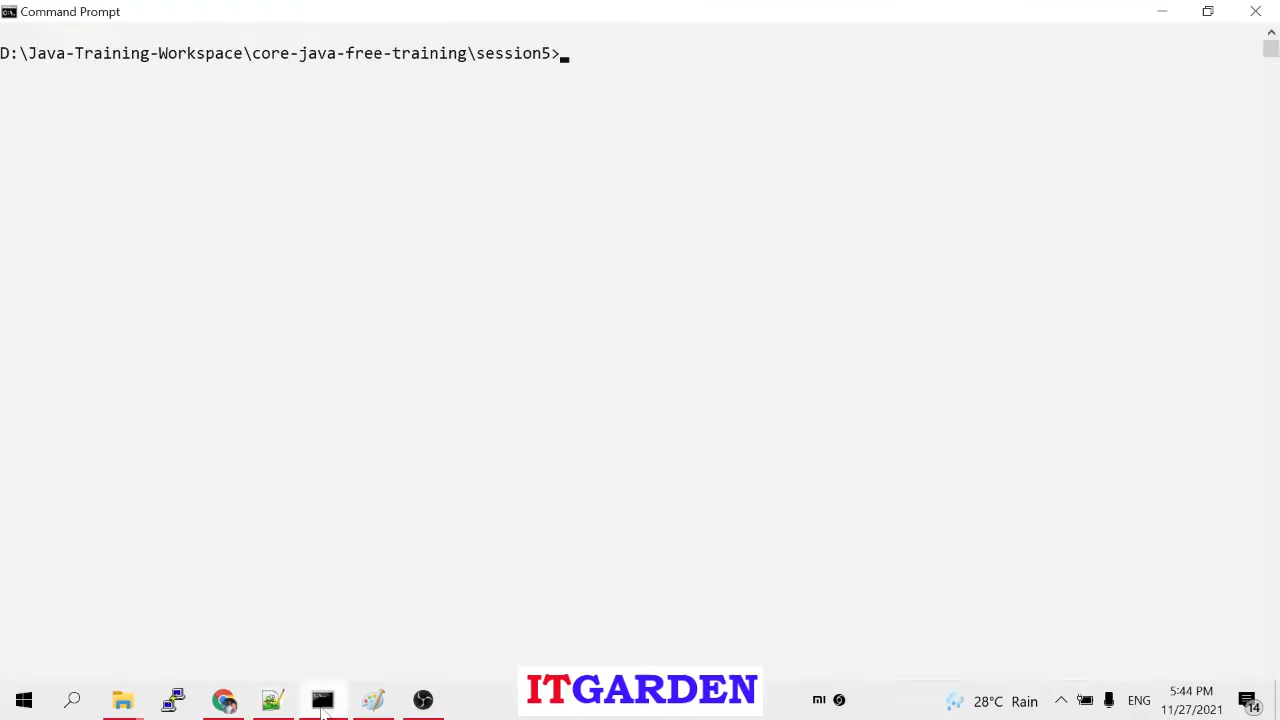 Command Prompt
D:\Java-Training-Workspace\core-java-free-training\session5>
ITGARDEN
28°C Rain
ENG
5:44 PM
11/27/2021
14